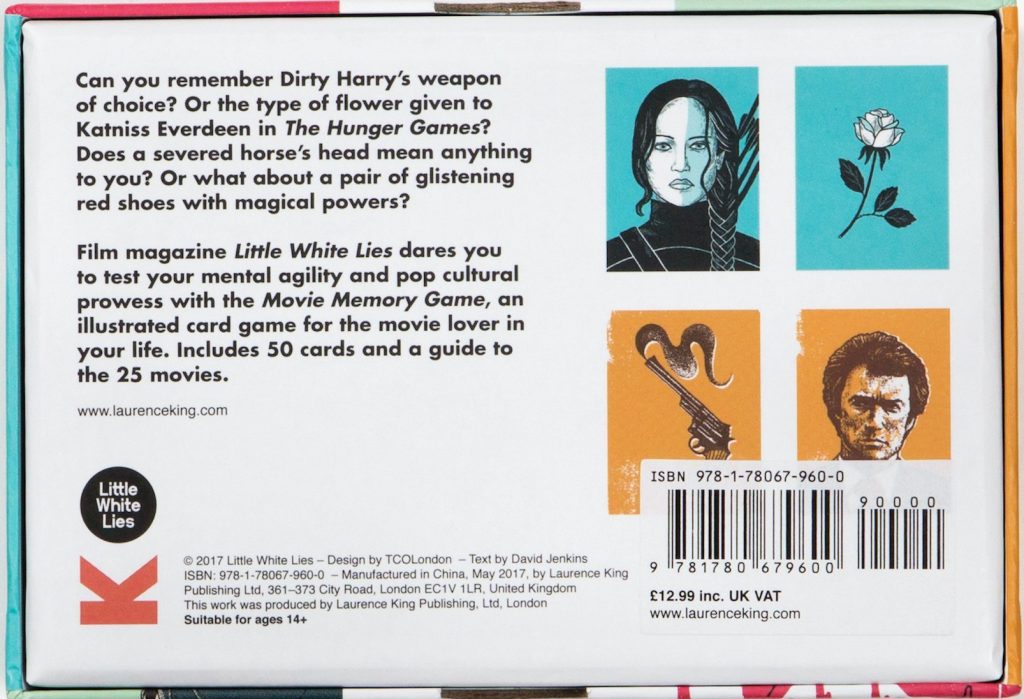 Can you remember Dirty Harry's weapon
of choice? Or the type of flower given to
Katniss Everdeen in The Hunger Games?
Does a severed horse's head mean anything
to you? Or what about a pair of glistening
red shoes with magical powers?
Film magazine Little White Lies dares you
to test your mental agility and pop cultural
prowess with the Movie Memory Game, an
illustrated card game for the movie lover in
your life. Includes 50 cards and a guide to
the 25 movies.
www.laurenceking.com
Little
White
Lies
© 2017 Little White Lies – Design by TCOLondon – Text by David Jenkins
ISBN: 978-1-78067-960-0 – Manufactured in China, May 2017, by Laurence King
Publishing Ltd, 361–373 City Road, London EC1V 1LR, United Kingdom
This work was produced by Laurence King Publishing, Ltd, London
Suitable for ages 14+
ISBN 978-1-78067-960-0
90000
9 781780 679600
£12.99 inc. UK VAT
www.laurenceking.com